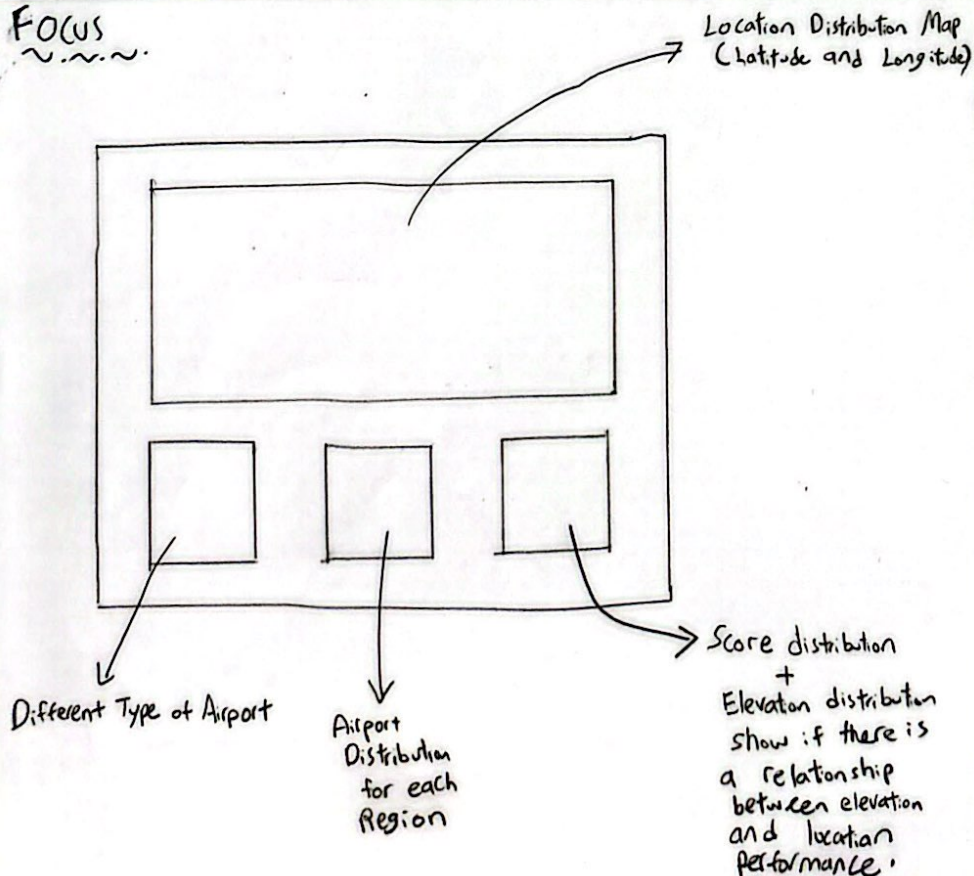 Focus
Location Distribution Map
(Latitude and Longitude)
Different Type of Airport
Airport
Distribution
for each
Region
Score distribution
+
Elevation distribution
show if there is
a relationship
between elevation
and location
performance.